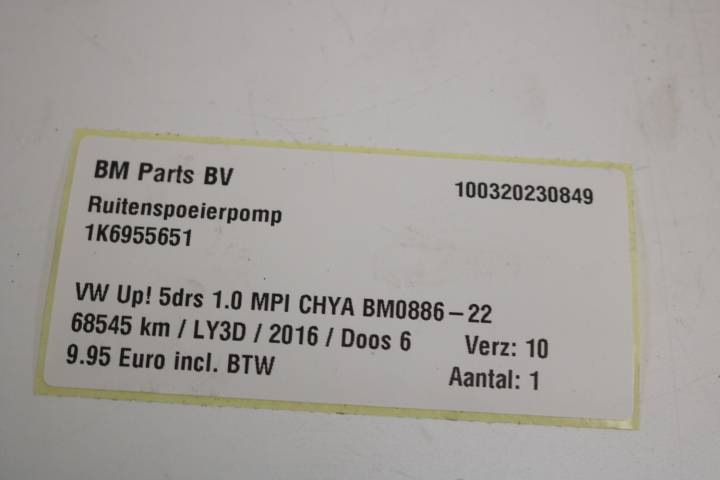 BM Parts BV
100320230849
Ruitenspoeierpomp
1K6955651
VW Up! 5drs 1.0 MPI CHYA BM0886-22
68545 km / LY3D / 2016 / Doos 6
Verz: 10
9.95 Euro incl. BTW
Aantal: 1